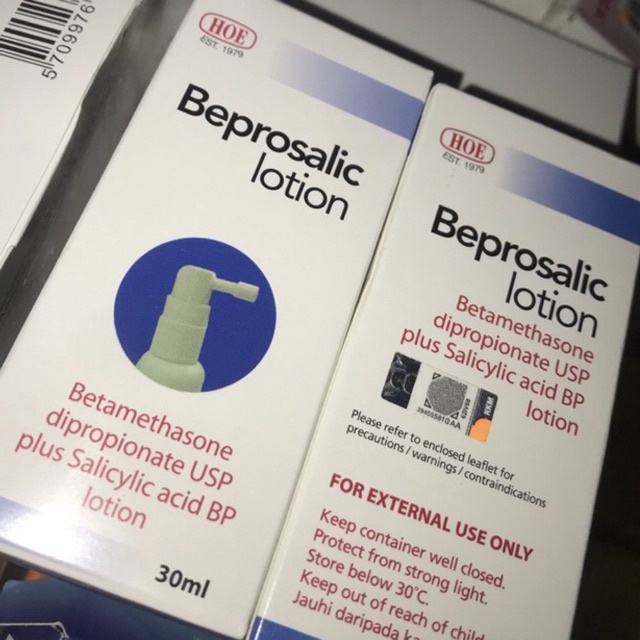 5709976
HOE
EST. 1979
Beprosalic
lotion
Betamethasone
dipropionate USP
plus Salicylic acid BP
lotion
30ml
HOE
EST. 1979
Beprosalic
lotion
Betamethasone
dipropionate USP
plus Salicylic acid BP
lotion
KKM
Please refer to enclosed leaflet for
precautions / warnings / contraindications
FOR EXTERNAL USE ONLY
Keep container well closed.
Protect from strong light.
Store below 30°C.
Keep out of reach of child
Jauhi daripada